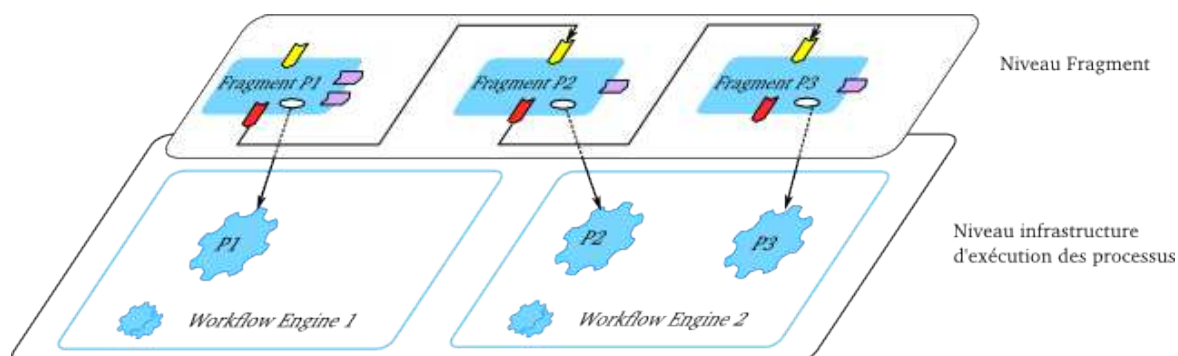 Fragment P1
Fragment P2
Fragment P3
Niveau Fragment
P1
P2
P3
Niveau infrastructure
d'exécution des processus
Workflow Engine 1
Workflow Engine 2